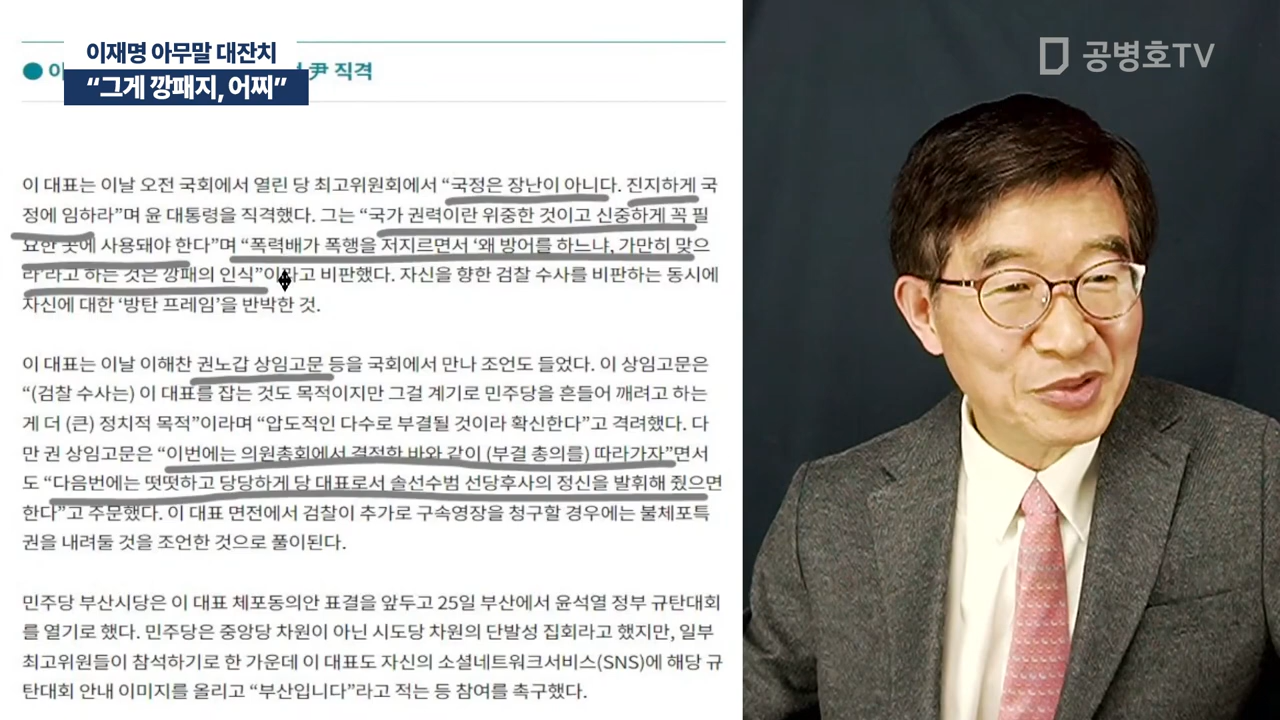 이재명 아무말 대잔치
“그게 깡패지, 어찌”
尹 직격
공병호TV
이 대표는 이날 오전 국회에서 열린 당 최고위원회에서 “국정은 장난이 아니다. 진지하게 국
정에 임하라”며 윤 대통령을 직격했다. 그는 “국가 권력이란 위중한 것이고 신중하게 꼭 필
요한 곳에 사용돼야 한다”며 “폭력배가 폭행을 저지르면서 ‘왜 방어를 하느냐, 가만히 맞으
라’라고 하는 것은 깡패의 인식”이라고 비판했다. 자신을 향한 검찰 수사를 비판하는 동시에
자신에 대한 ‘방탄 프레임’을 반박한 것.
이 대표는 이날 이해찬 권노갑 상임고문 등을 국회에서 만나 조언도 들었다. 이 상임고문은
“(검찰 수사는) 이 대표를 잡는 것도 목적이지만 그걸 계기로 민주당을 흔들어 깨려고 하는
게 더 (큰) 정치적 목적”이라며 “압도적인 다수로 부결될 것이라 확신한다”고 격려했다. 다
만 권 상임고문은 “이번에는 의원총회에서 결정한 바와 같이 (부결 총의를) 따라가자”면서
도 “다음번에는 떳떳하고 당당하게 당 대표로서 솔선수범 선당후사의 정신을 발휘해 줬으면
한다”고 주문했다. 이 대표 면전에서 검찰이 추가로 구속영장을 청구할 경우에는 불체포특
권을 내려둘 것을 조언한 것으로 풀이된다.
민주당 부산시당은 이 대표 체포동의안 표결을 앞두고 25일 부산에서 윤석열 정부 규탄대회
를 열기로 했다. 민주당은 중앙당 차원이 아닌 시도당 차원의 단발성 집회라고 했지만, 일부
최고위원들이 참석하기로 한 가운데 이 대표도 자신의 소셜네트워크서비스(SNS)에 해당 규
탄대회 안내 이미지를 올리고 “부산입니다”라고 적는 등 참여를 촉구했다.